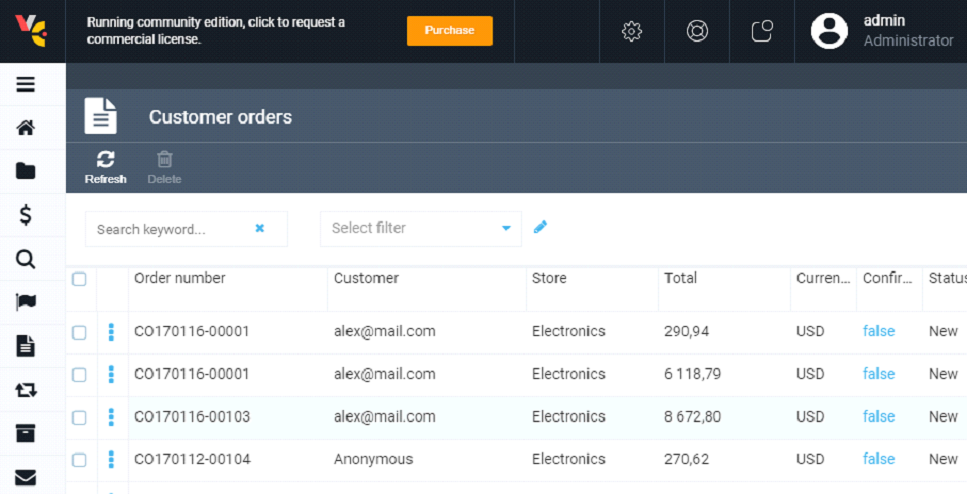 Running community edition, click to request a
commercial license.
Purchase
admin
Administrator
Customer orders
Refresh Delete
Search keyword...
Select filter
Order number Customer Store Total Curren... Confir... Status
CO170116-00001 alex@mail.com Electronics 290,94 USD false New
CO170116-00001 alex@mail.com Electronics 6 118,79 USD false New
CO170116-00103 alex@mail.com Electronics 8 672,80 USD false New
CO170112-00104 Anonymous Electronics 270,62 USD false New